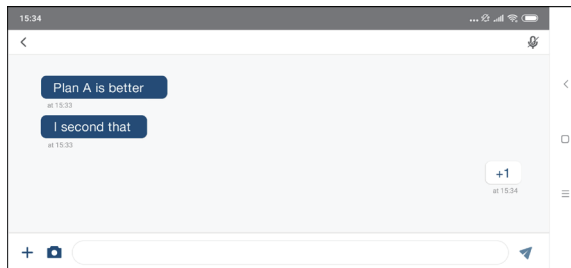 15:34
Plan A is better
at 15:33
I second that
at 15:33
+1
at 15:34